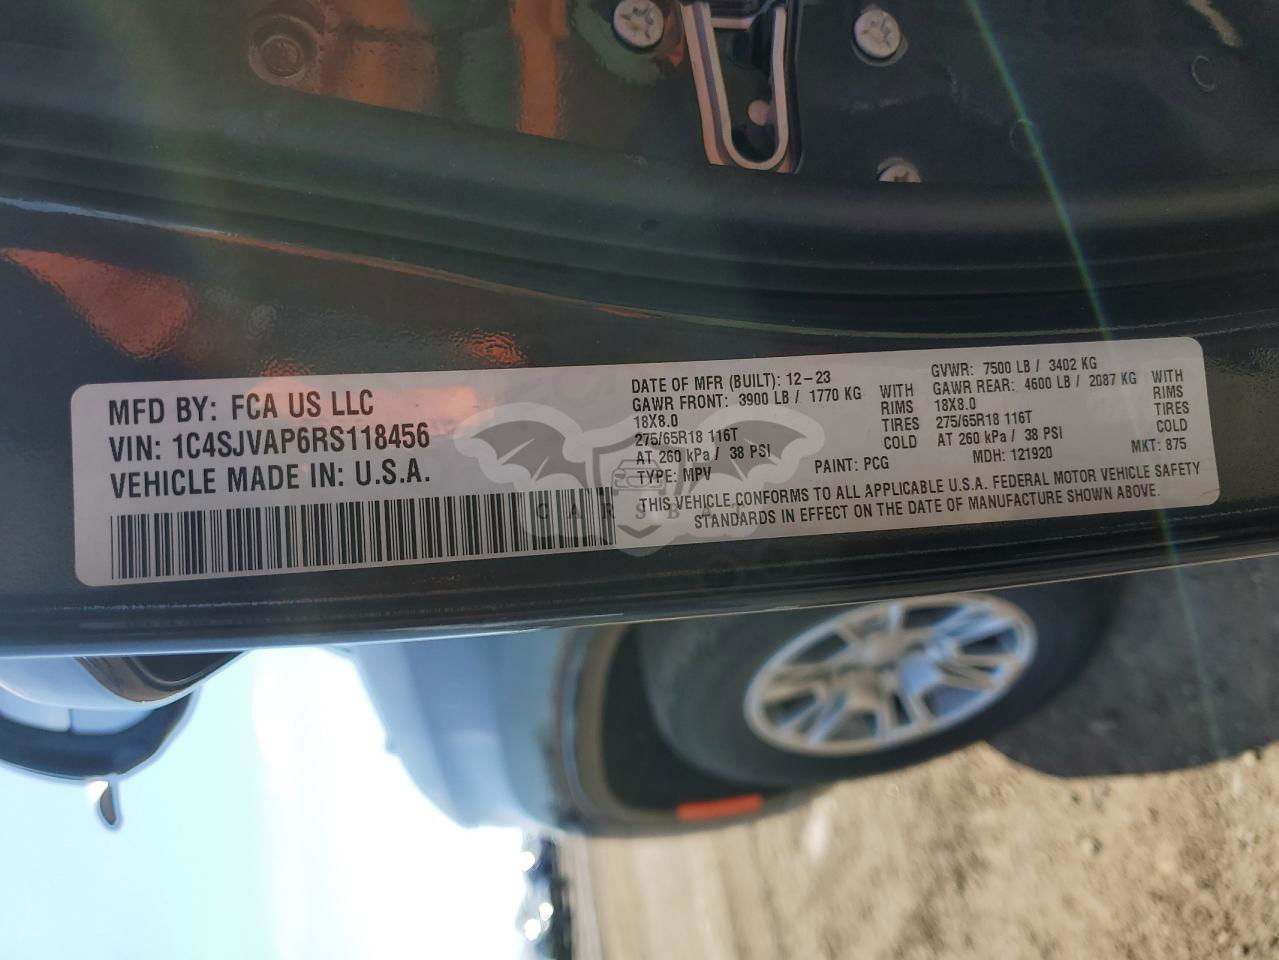 MFD BY: FCA US LLC
VIN: 1C4SJVAP6RS118456
VEHICLE MADE IN: U.S.A.
DATE OF MFR (BUILT): 12-23
GAWR FRONT: 3900 LB / 1770 KG WITH
18X8.0 RIMS
275/65R18 116T TIRES
AT 260 kPa / 38 PSI COLD
TYPE: MPV PAINT: PCG
GVWR: 7500 LB / 3402 KG
GAWR REAR: 4600 LB / 2087 KG WITH
18X8.0 RIMS
275/65R18 116T TIRES
AT 260 kPa / 38 PSI COLD
MDH: 121920 MKT: 875
THIS VEHICLE CONFORMS TO ALL APPLICABLE U.S.A. FEDERAL MOTOR VEHICLE SAFETY
STANDARDS IN EFFECT ON THE DATE OF MANUFACTURE SHOWN ABOVE.
CARSBAT